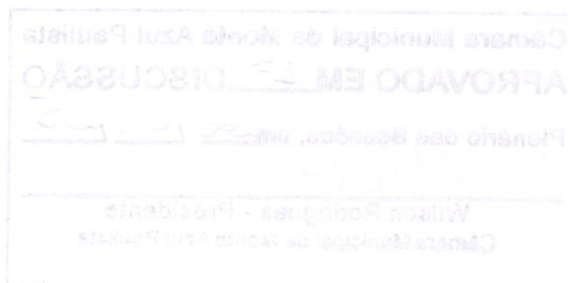 Câmara Municipal de Monte Azul Paulista
APROVADO EM DISCUSSÃO
Plenário das Sessões, em
Wilson Rodrigues - Presidente
Câmara Municipal de Monte Azul Paulista